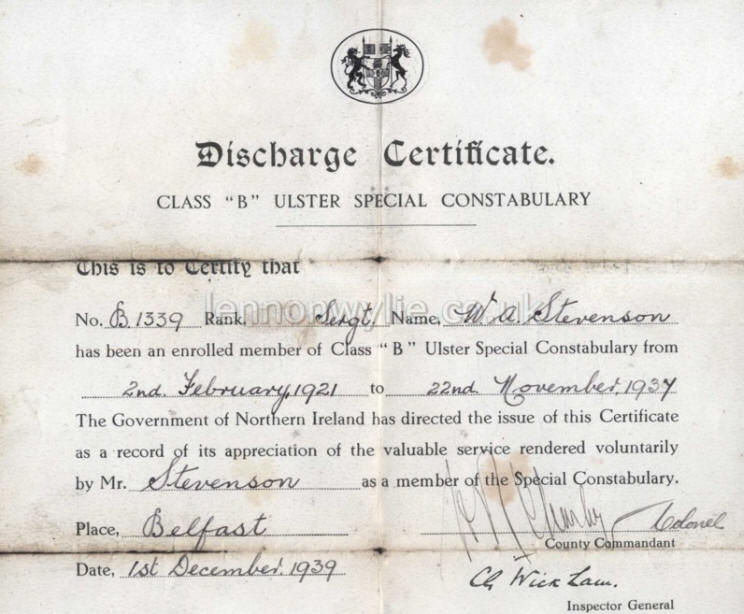 Discharge Certificate.
CLASS "B" ULSTER SPECIAL CONSTABULARY
This is to Certify that
lennonwylie.co.uk
No. B. 1339 Rank, Sergt/ Name, W. A. Stevenson
has been an enrolled member of Class "B" Ulster Special Constabulary from
2nd. February, 1921 to 22nd. November, 1937
The Government of Northern Ireland has directed the issue of this Certificate
as a record of its appreciation of the valuable service rendered voluntarily
by Mr. Stevenson as a member of the Special Constabulary.
Place, Belfast Colonel
County Commandant
Date, 1st December. 1939
Inspector General